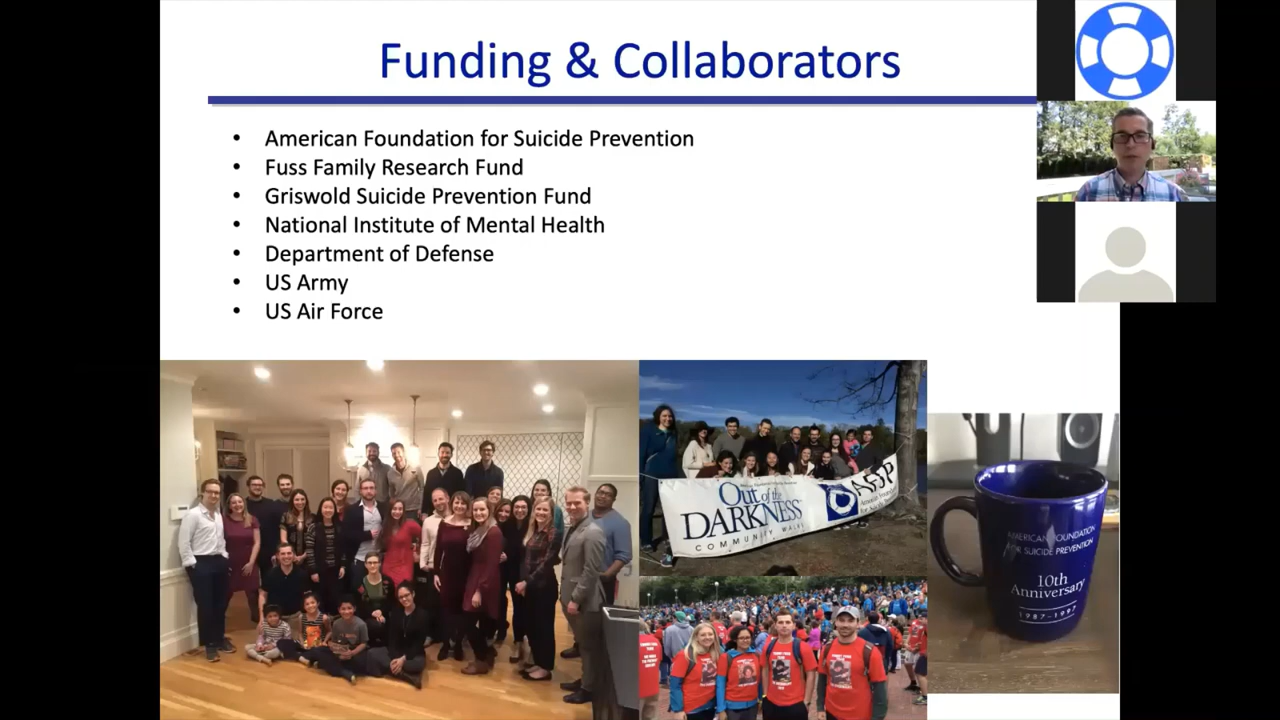 Funding & Collaborators
• American Foundation for Suicide Prevention
• Fuss Family Research Fund
• Griswold Suicide Prevention Fund
• National Institute of Mental Health
• Department of Defense
• US Army
• US Air Force
Out of the
DARKNESS
COMMUNITY WALKS
AFSP
AMERICAN FOUNDATION
FOR SUICIDE PREVENTION
10th
Anniversary
1987-1997